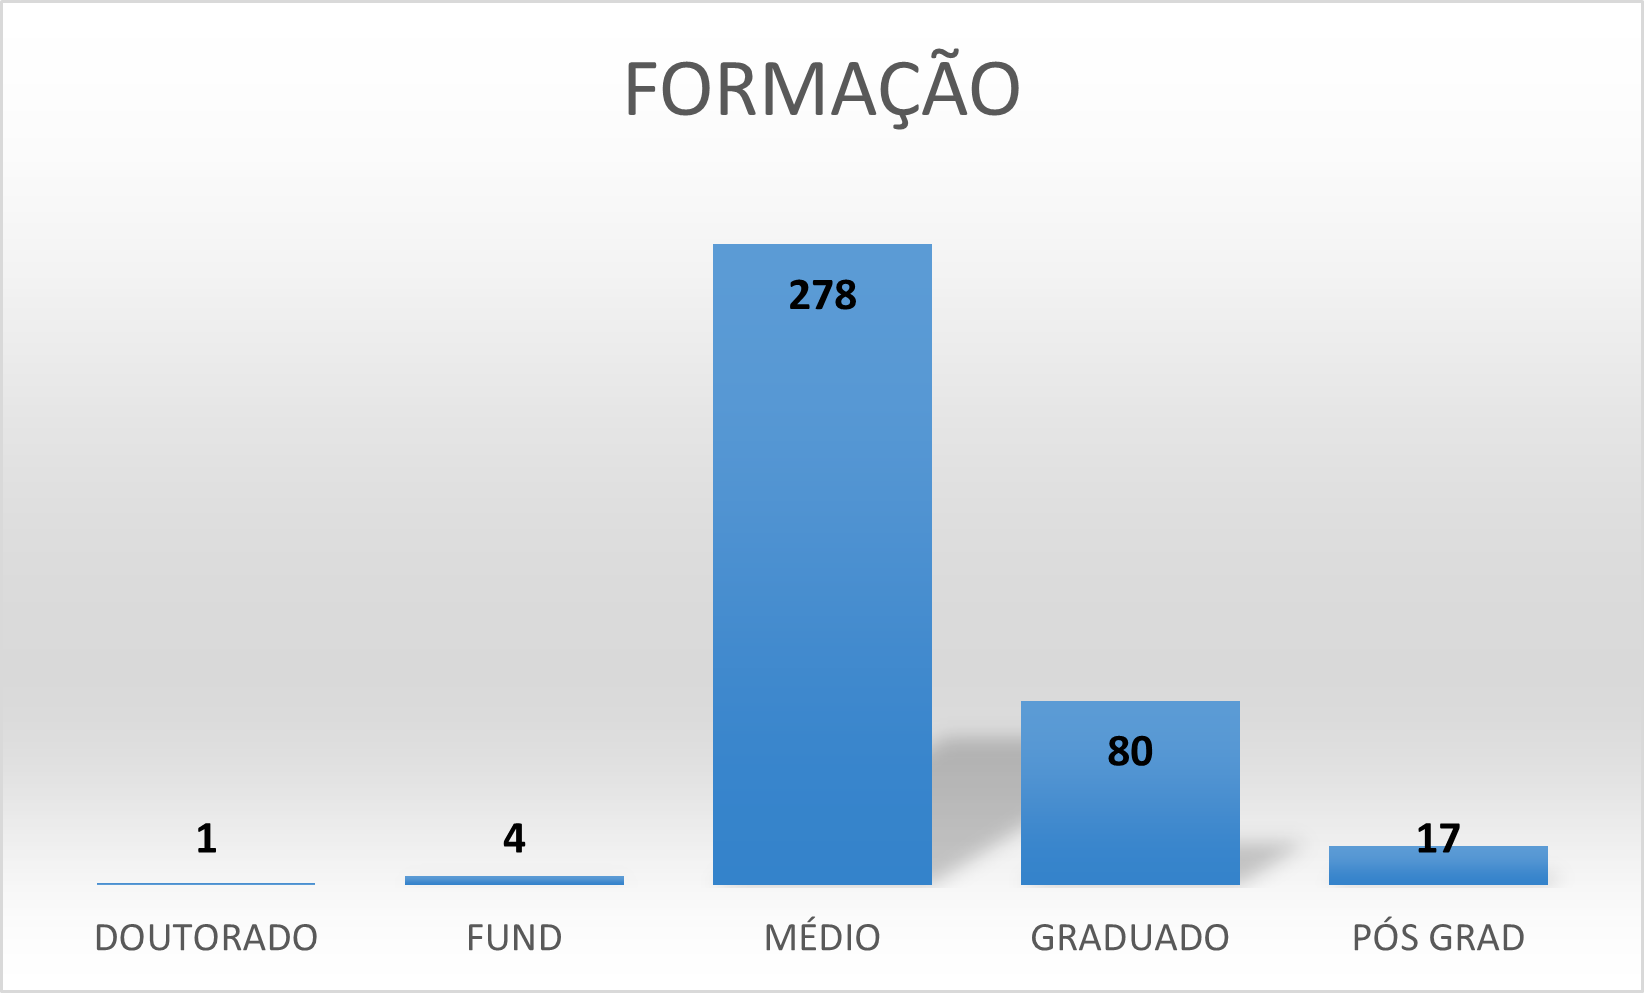 FORMAÇÃO
278
80
1
4
17
DOUTORADO
FUND
MÉDIO
GRADUADO
PÓS GRAD